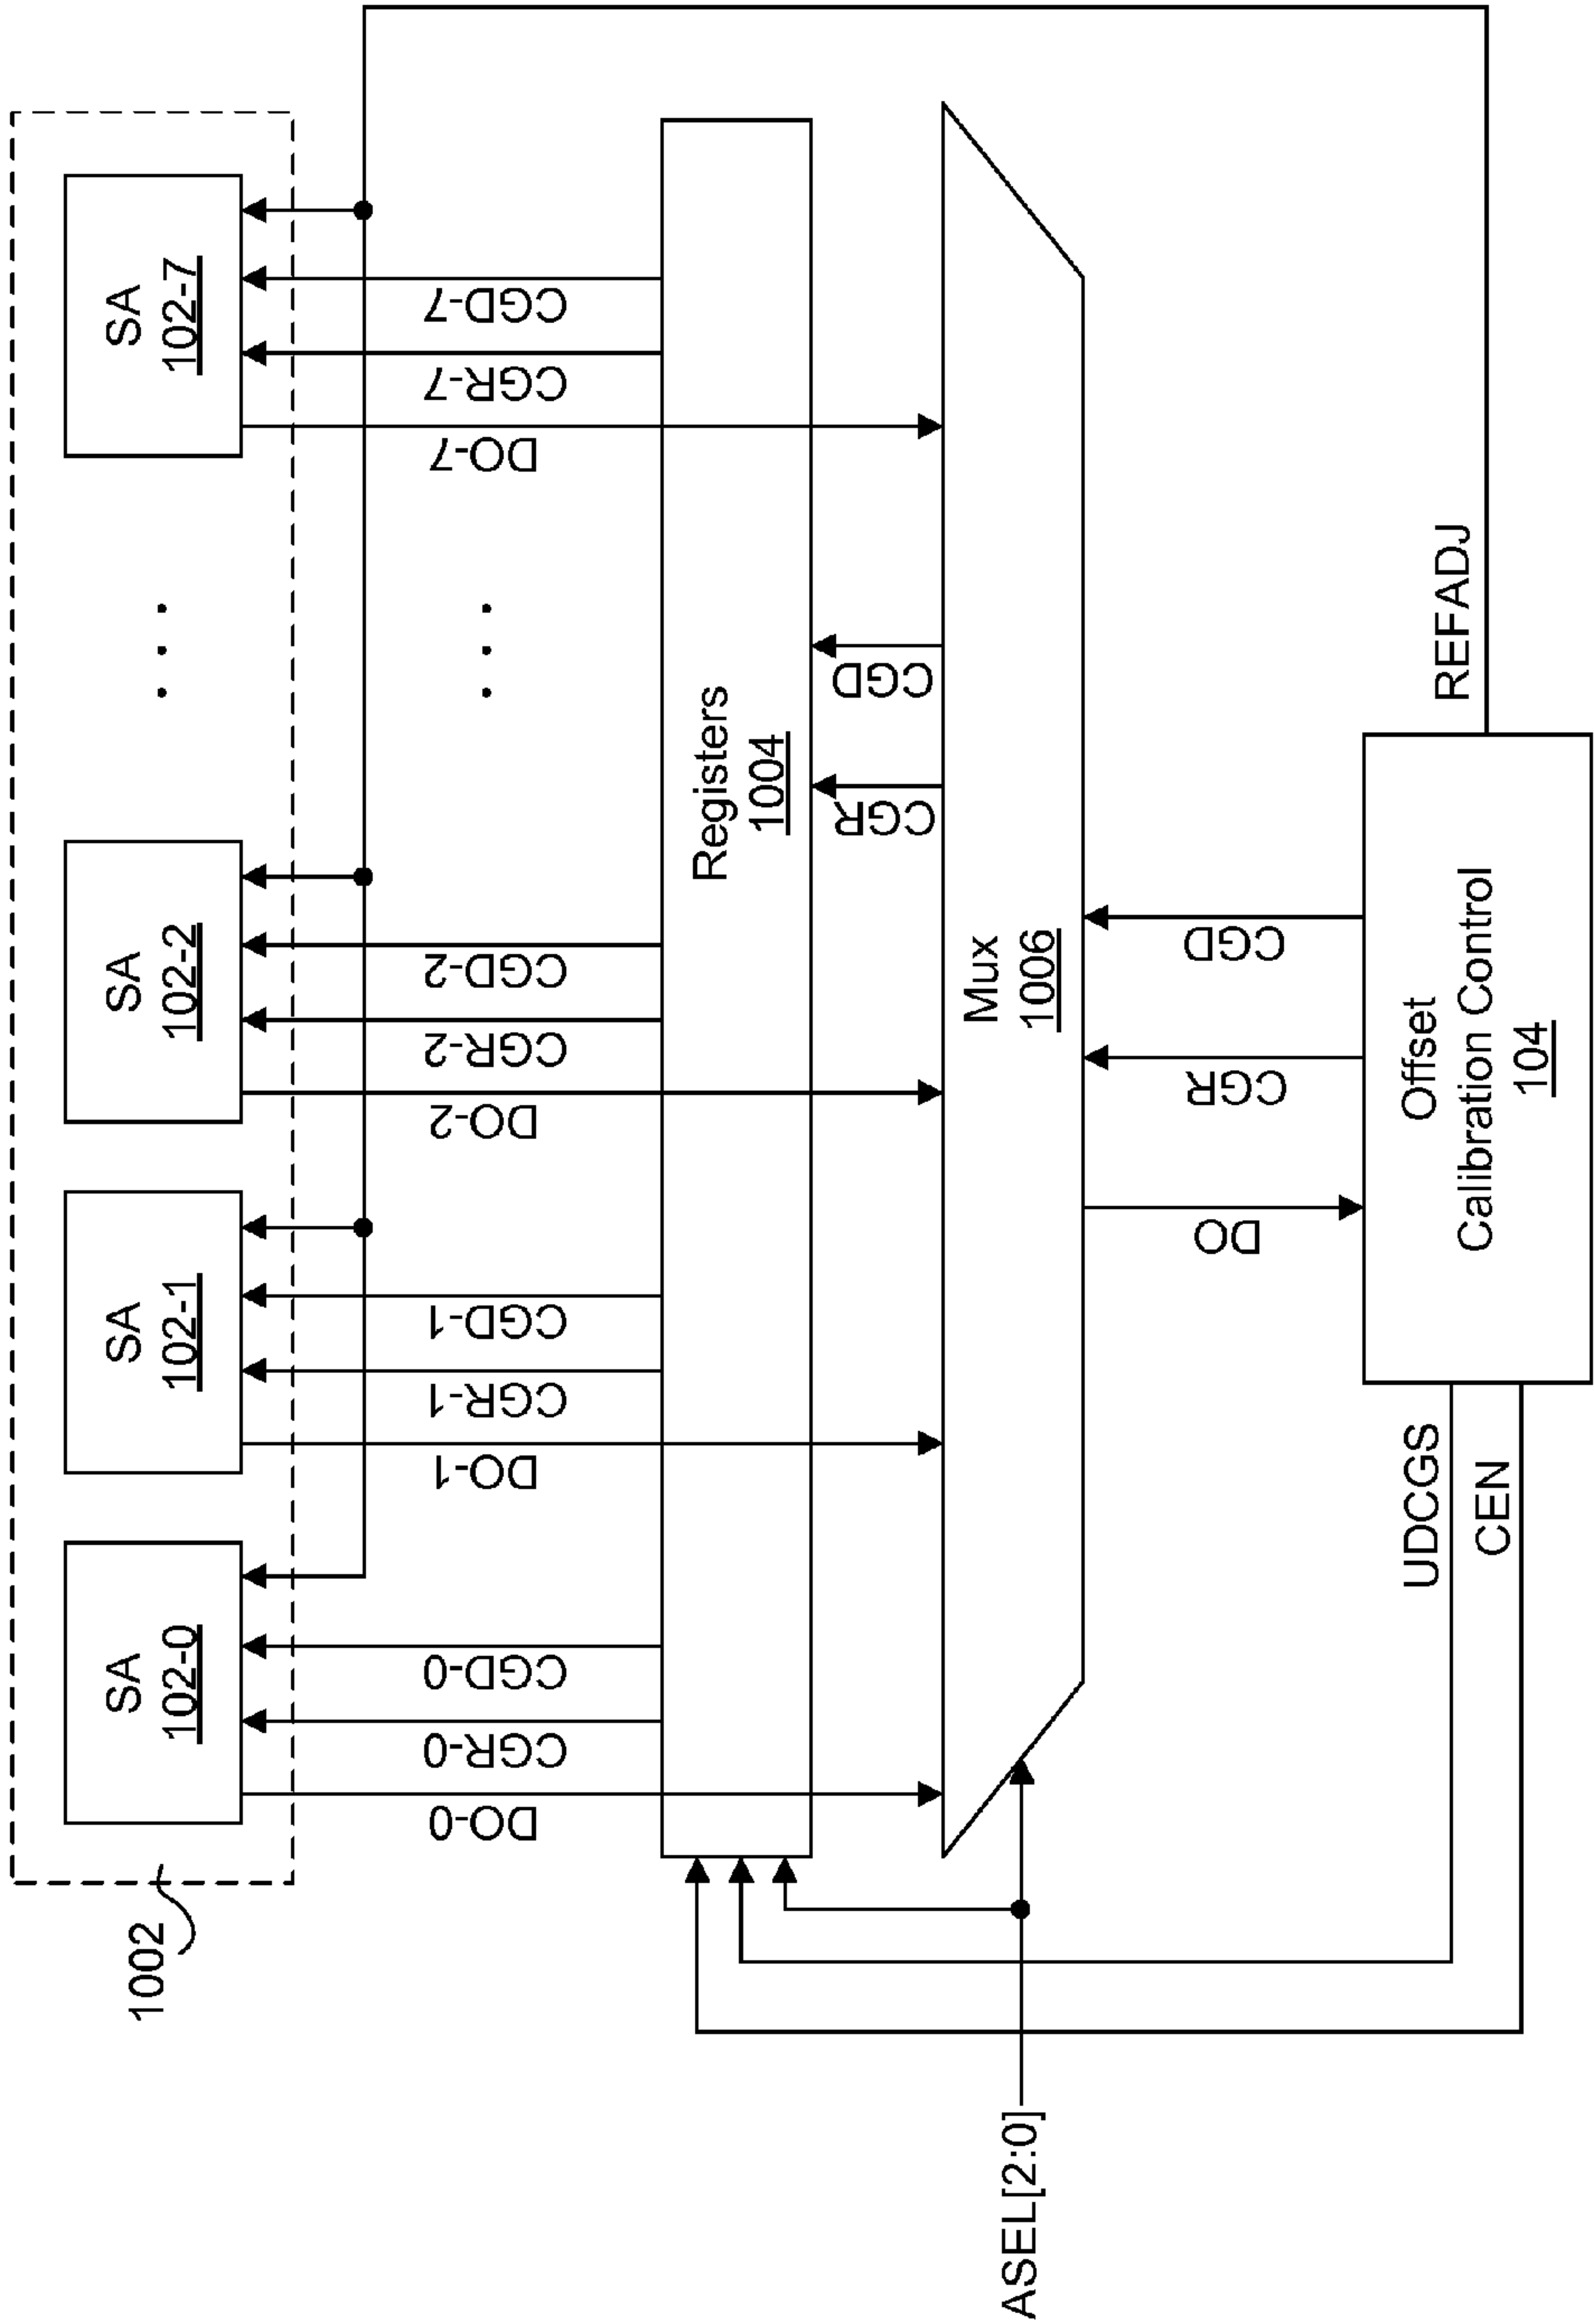 1002
SA
102-0
SA
102-1
SA
102-2
. . .
SA
102-7
DO-0
CGR-0
CGD-0
DO-1
CGR-1
CGD-1
DO-2
CGR-2
CGD-2
. . .
DO-7
CGR-7
CGD-7
Registers
1004
CGR
CGD
ASEL[2:0]
Mux
1006
DO
CGR
CGD
UDCGS
CEN
Offset
Calibration Control
104
REFADJ